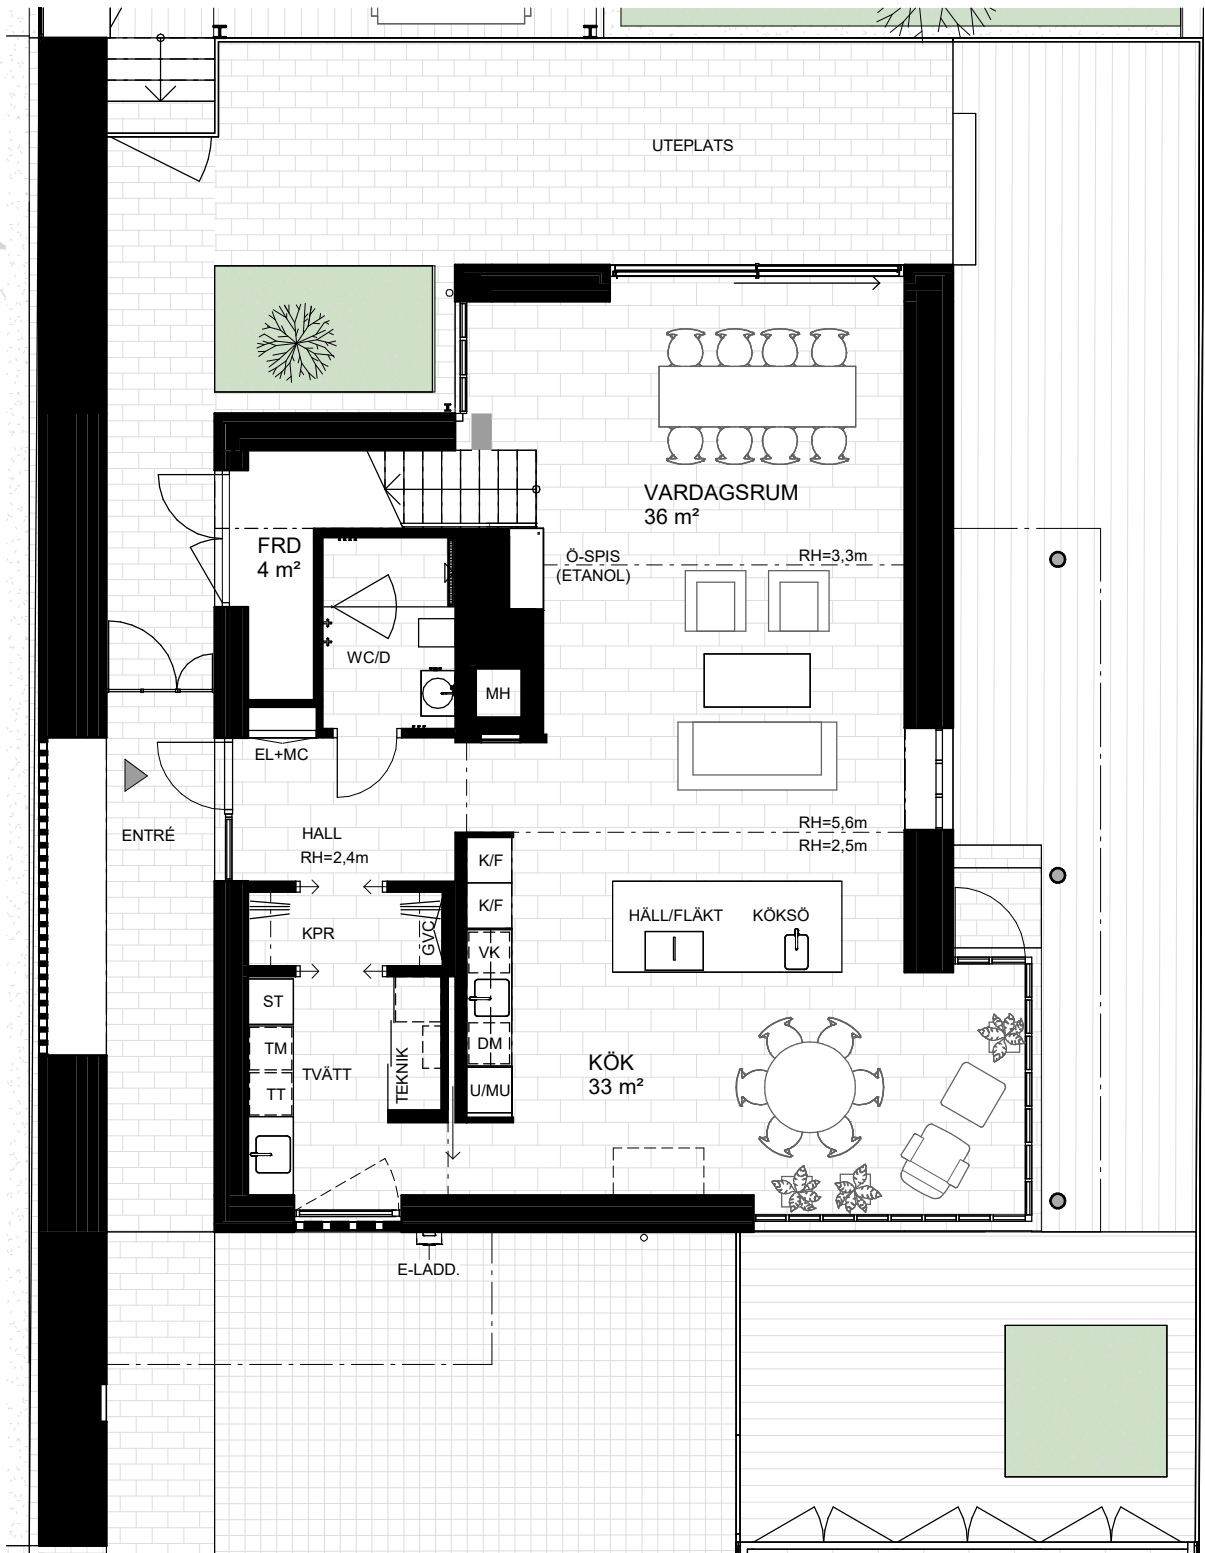 UTEPLATS
VARDAGSRUM
36 m²
FRD
4 m²
Ö-SPIS
(ETANOL)
RH=3,3m
WC/D
MH
EL+MC
ENTRÉ
HALL
RH=2,4m
RH=5,6m
RH=2,5m
K/F
K/F
HÄLL/FLÄKT
KÖKSÖ
KPR
GVC
VK
ST
TM
TVÄTT
TEKNIK
DM
KÖK
33 m²
TT
U/MU
E-LADD.